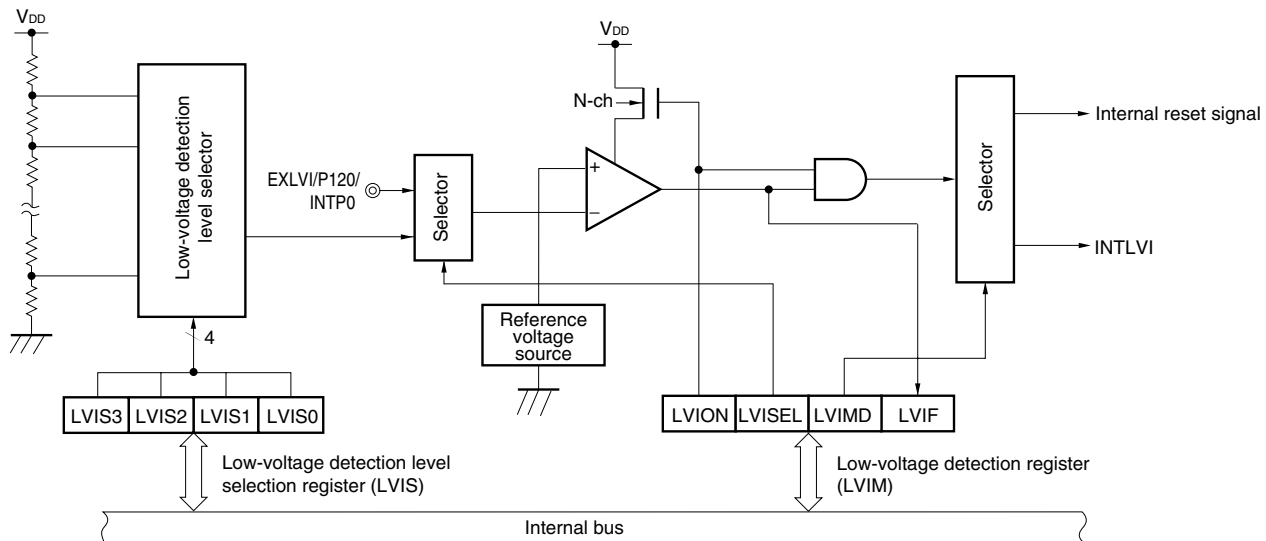 VDD
VDD
N-ch
Low-voltage detection
level selector
EXLVI/P120/
INTP0
Selector
+
−
Selector
Internal reset signal
INTLVI
Reference
voltage
source
4
LVIS3 LVIS2 LVIS1 LVIS0
LVION LVISEL LVIMD LVIF
Low-voltage detection level
selection register (LVIS)
Low-voltage detection register
(LVIM)
Internal bus